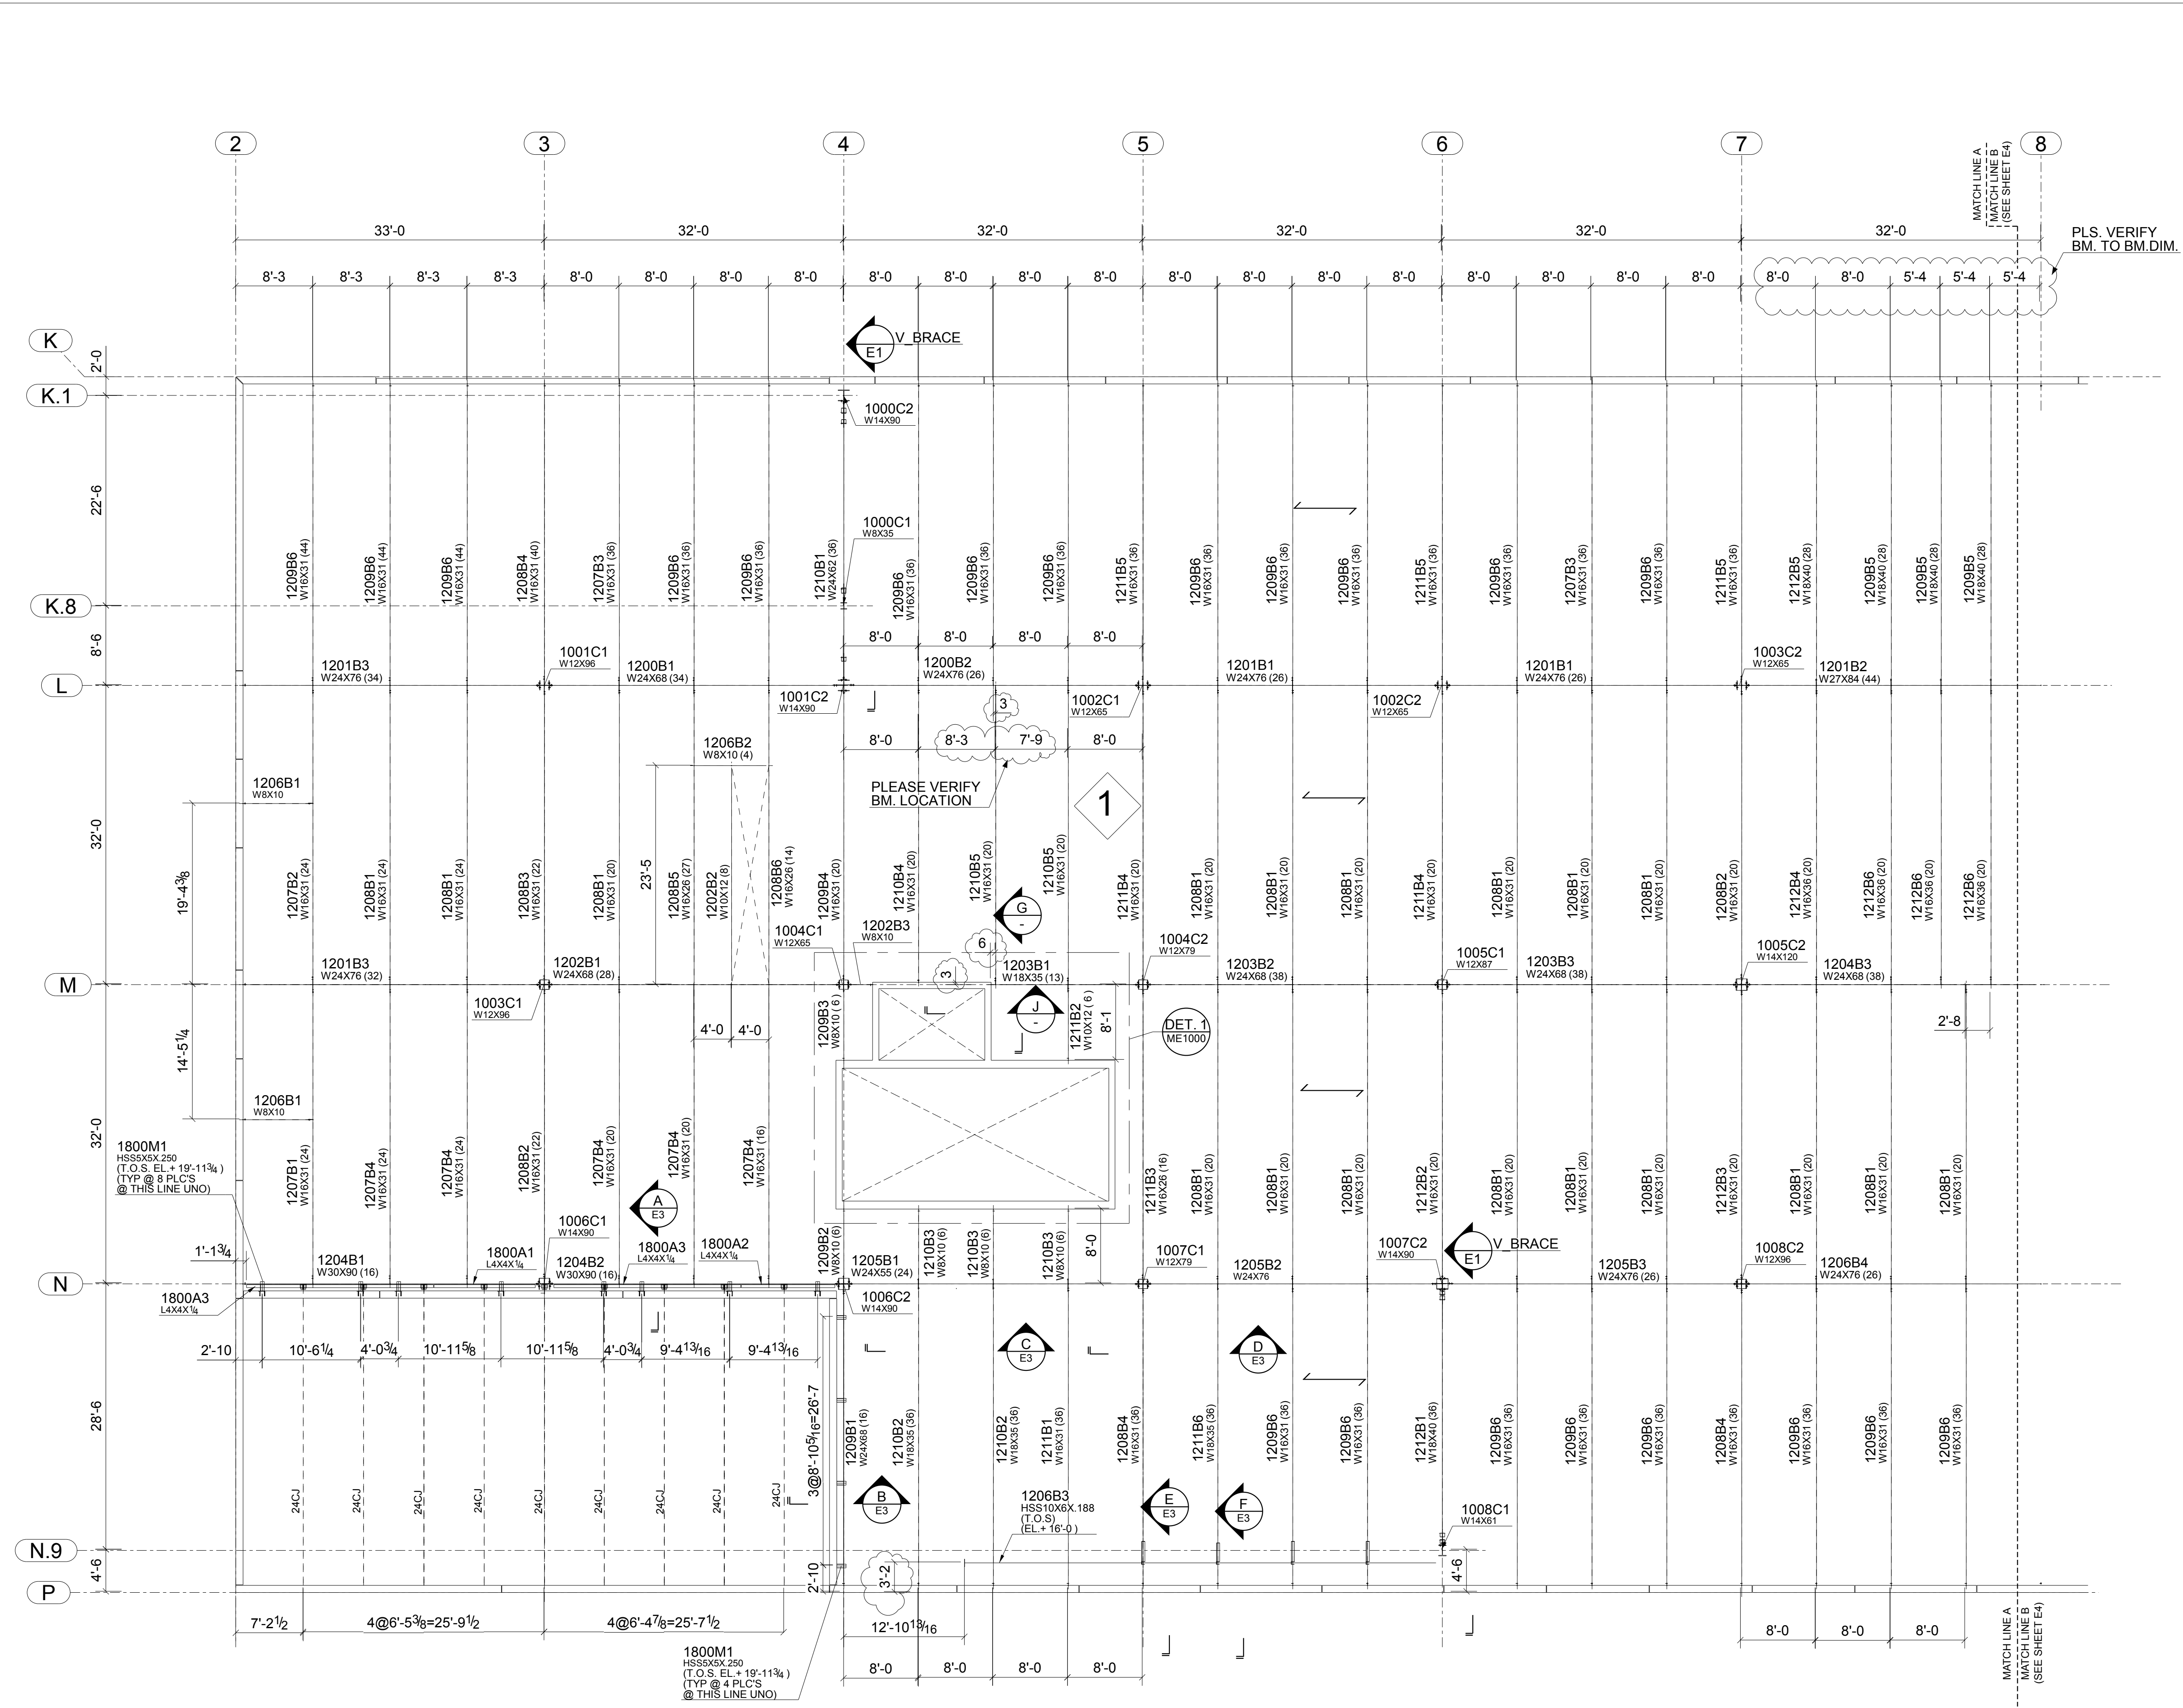 2 3 4 5 6 7 8
MATCH LINE A
MATCH LINE B
(SEE SHEET E4)
33'-0 32'-0 32'-0 32'-0 32'-0 32'-0
PLS. VERIFY
BM. TO BM.DIM.
8'-3 8'-3 8'-3 8'-3 8'-0 8'-0 8'-0 8'-0 8'-0 8'-0 8'-0 8'-0 8'-0 8'-0 8'-0 8'-0 8'-0 8'-0 8'-0 8'-0 8'-0 8'-0 5'-4 5'-4 5'-4
K
2'-0
E1
V_BRACE
K.1
1000C2
W14X90
22'-6
1000C1
W8X35
1209B6
W16X31 (44)
1209B6
W16X31 (44)
1209B6
W16X31 (44)
1208B4
W16X31 (40)
1207B3
W16X31 (36)
1209B6
W16X31 (36)
1209B6
W16X31 (36)
1210B1
W24X62 (36)
1209B6
W16X31 (36)
1209B6
W16X31 (36)
1209B6
W16X31 (36)
1211B5
W16X31 (36)
1209B6
W16X31 (36)
1209B6
W16X31 (36)
1209B6
W16X31 (36)
1211B5
W16X31 (36)
1209B6
W16X31 (36)
1207B3
W16X31 (36)
1209B6
W16X31 (36)
1211B5
W16X31 (36)
1212B5
W18X40 (28)
1209B5
W18X40 (28)
1209B5
W18X40 (28)
1209B5
W18X40 (28)
K.8
8'-6
8'-0 8'-0 8'-0 8'-0
L
1201B3
W24X76 (34)
1001C1
W12X96
1200B1
W24X68 (34)
1001C2
W14X90
1200B2
W24X76 (26)
1002C1
W12X65
1201B1
W24X76 (26)
1002C2
W12X65
1201B1
W24X76 (26)
1003C2
W12X65
1201B2
W27X84 (44)
3
8'-0 8'-3 7'-9 8'-0
PLEASE VERIFY
BM. LOCATION
1
1206B2
W8X10 (4)
1206B1
W8X10
32'-0
19'-4 3/8
23'-5
1207B2
W16X31 (24)
1208B1
W16X31 (24)
1208B1
W16X31 (24)
1208B3
W16X31 (22)
1208B1
W16X31 (20)
1208B5
W16X26 (27)
1202B2
W10X12 (8)
1208B6
W16X26 (14)
1209B4
W16X31 (20)
1210B4
W16X31 (20)
1210B5
W16X31 (20)
1210B5
W16X31 (20)
1211B4
W16X31 (20)
1208B1
W16X31 (20)
1208B1
W16X31 (20)
1208B1
W16X31 (20)
1211B4
W16X31 (20)
1208B1
W16X31 (20)
1208B1
W16X31 (20)
1208B1
W16X31 (20)
1208B2
W16X31 (20)
1212B4
W16X36 (20)
1212B6
W16X36 (20)
1212B6
W16X36 (20)
1212B6
W16X36 (20)
G
-
6
3
M
1201B3
W24X76 (32)
1003C1
W12X96
1202B1
W24X68 (28)
1004C1
W12X65
1202B3
W8X10
1203B1
W18X35 (13)
1004C2
W12X79
1203B2
W24X68 (38)
1005C1
W12X87
1203B3
W24X68 (38)
1005C2
W14X120
1204B3
W24X68 (38)
4'-0 4'-0
1209B3
W8X10 ( 6 )
J
-
1211B2
W10X12 ( 6 )
8'-1
DET. 1
ME1000
2'-8
14'-5 1/4
1206B1
W8X10
32'-0
1800M1
HSS5X5X.250
(T.O.S. EL.+ 19'-11 3/4 )
(TYP @ 8 PLC'S
@ THIS LINE UNO)
1207B1
W16X31 (24)
1207B4
W16X31 (24)
1207B4
W16X31 (24)
1208B2
W16X31 (22)
1207B4
W16X31 (20)
1207B4
W16X31 (20)
1207B4
W16X31 (16)
1211B3
W16X26 (16)
1208B1
W16X31 (20)
1208B1
W16X31 (20)
1208B1
W16X31 (20)
1212B2
W16X31 (20)
1208B1
W16X31 (20)
1208B1
W16X31 (20)
1208B1
W16X31 (20)
1212B3
W16X31 (20)
1208B1
W16X31 (20)
1208B1
W16X31 (20)
1208B1
W16X31 (20)
A
E3
1'-1 3/4
N
1204B1
W30X90 (16)
1800A1
L4X4X1/4
1006C1
W14X90
1204B2
W30X90 (16)
1800A3
L4X4X1/4
1800A2
L4X4X1/4
1209B2
W8X10 (6)
1205B1
W24X55 (24)
1210B3
W8X10 (6)
1210B3
W8X10 (6)
1210B3
W8X10 (6)
8'-0
1007C1
W12X79
1205B2
W24X76
1007C2
W14X90
E1
V_BRACE
1205B3
W24X76 (26)
1008C2
W12X96
1206B4
W24X76 (26)
1800A3
L4X4X1/4
1006C2
W14X90
2'-10 10'-6 1/4 4'-0 3/4 10'-11 5/8 10'-11 5/8 4'-0 3/4 9'-4 13/16 9'-4 13/16
C
E3
D
E3
28'-6
3@8'-10 5/16=26'-7
24CJ 24CJ 24CJ 24CJ 24CJ 24CJ 24CJ 24CJ 24CJ
1209B1
W24X68 (16)
1210B2
W18X35 (36)
1210B2
W18X35 (36)
1211B1
W16X31 (36)
1208B4
W16X31 (36)
1211B6
W18X35 (36)
1209B6
W16X31 (36)
1209B6
W16X31 (36)
1212B1
W18X40 (36)
1209B6
W16X31 (36)
1209B6
W16X31 (36)
1209B6
W16X31 (36)
1208B4
W16X31 (36)
1209B6
W16X31 (36)
1209B6
W16X31 (36)
1209B6
W16X31 (36)
B
E3
1206B3
HSS10X6X.188
(T.O.S)
(EL.+ 16'-0 )
E
E3
F
E3
1008C1
W14X61
N.9
4'-6
2'-10
3'-2
4'-6
P
7'-2 1/2 4@6'-5 3/8=25'-9 1/2 4@6'-4 7/8=25'-7 1/2
12'-10 13/16
1800M1
HSS5X5X.250
(T.O.S. EL.+ 19'-11 3/4 )
(TYP @ 4 PLC'S
@ THIS LINE UNO)
8'-0 8'-0 8'-0 8'-0
8'-0 8'-0 8'-0
MATCH LINE A
MATCH LINE B
(SEE SHEET E4)